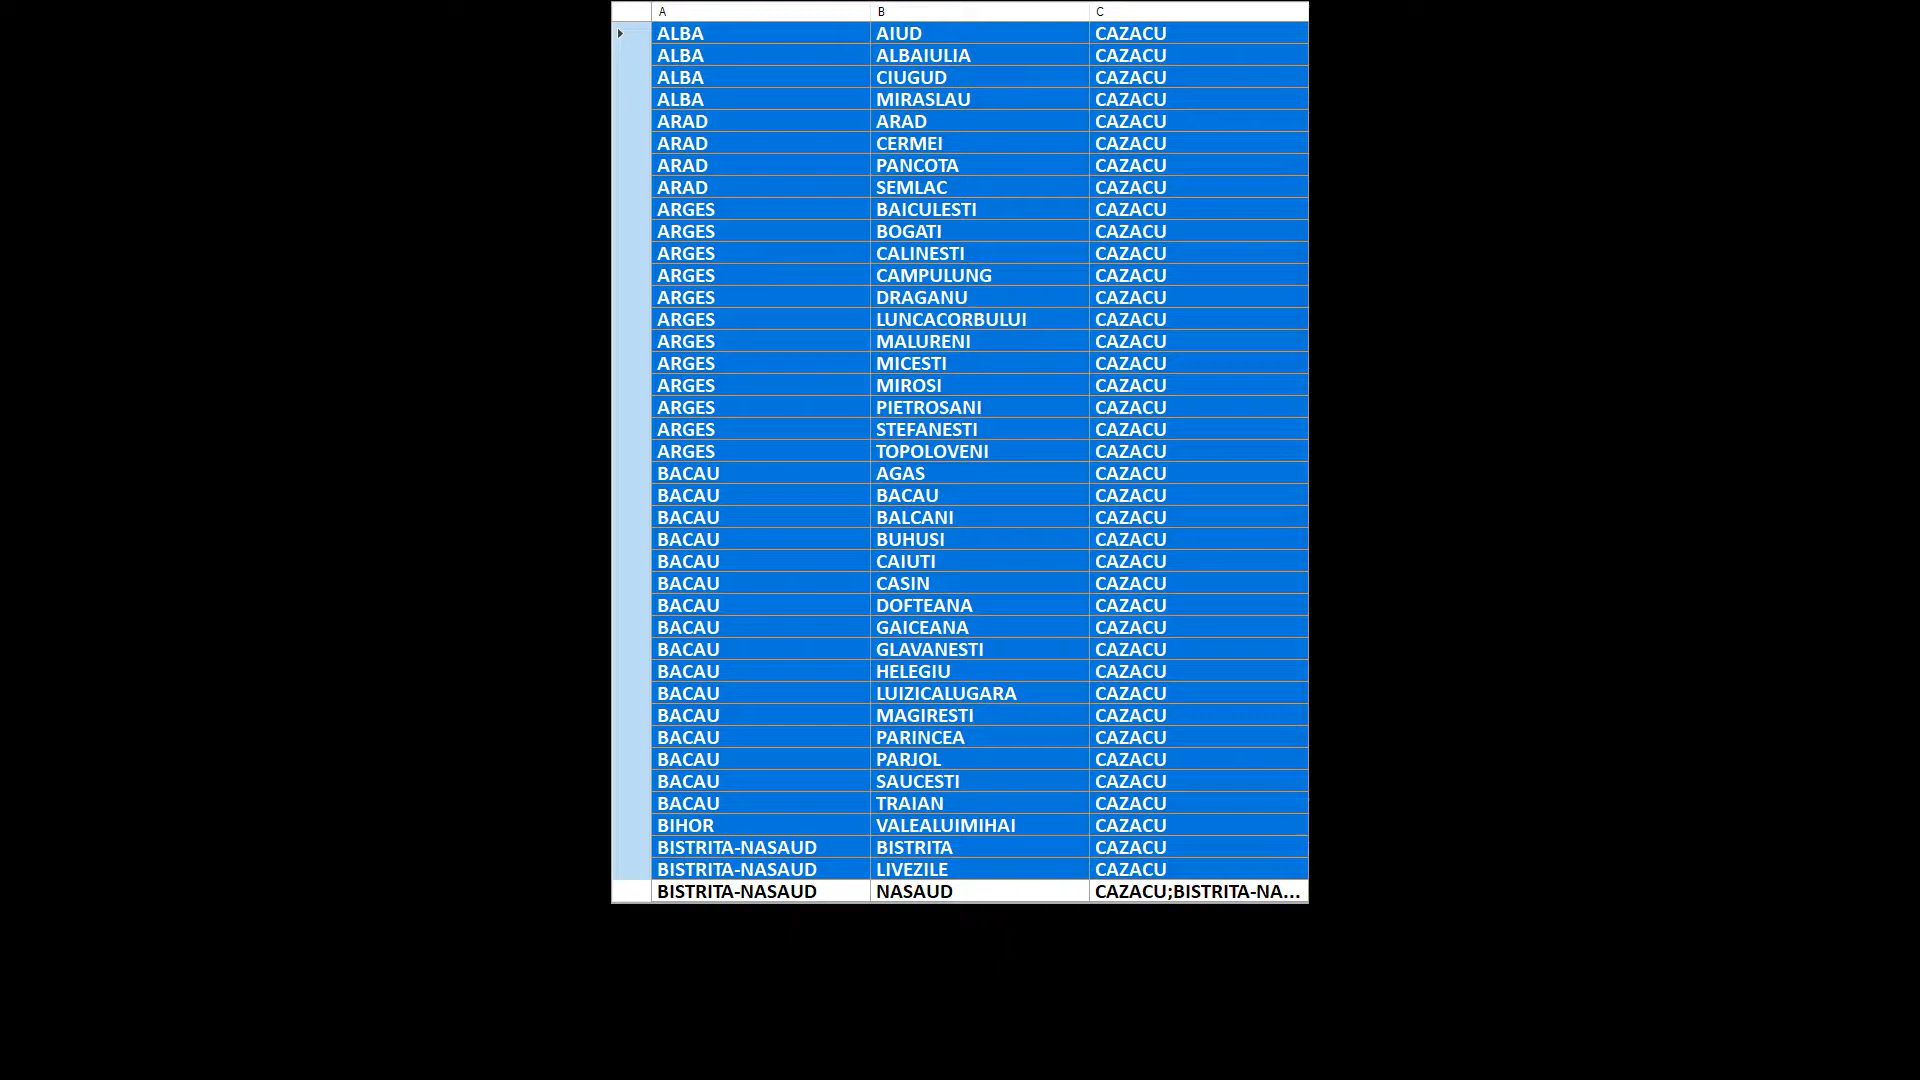 A B C
ALBA AIUD CAZACU
ALBA ALBAIULIA CAZACU
ALBA CIUGUD CAZACU
ALBA MIRASLAU CAZACU
ARAD ARAD CAZACU
ARAD CERMEI CAZACU
ARAD PANCOTA CAZACU
ARAD SEMLAC CAZACU
ARGES BAICULESTI CAZACU
ARGES BOGATI CAZACU
ARGES CALINESTI CAZACU
ARGES CAMPULUNG CAZACU
ARGES DRAGANU CAZACU
ARGES LUNCACORBULUI CAZACU
ARGES MALURENI CAZACU
ARGES MICESTI CAZACU
ARGES MIROSI CAZACU
ARGES PIETROSANI CAZACU
ARGES STEFANESTI CAZACU
ARGES TOPOLOVENI CAZACU
BACAU AGAS CAZACU
BACAU BACAU CAZACU
BACAU BALCANI CAZACU
BACAU BUHUSI CAZACU
BACAU CAIUTI CAZACU
BACAU CASIN CAZACU
BACAU DOFTEANA CAZACU
BACAU GAICEANA CAZACU
BACAU GLAVANESTI CAZACU
BACAU HELEGIU CAZACU
BACAU LUIZICALUGARA CAZACU
BACAU MAGIRESTI CAZACU
BACAU PARINCEA CAZACU
BACAU PARJOL CAZACU
BACAU SAUCESTI CAZACU
BACAU TRAIAN CAZACU
BIHOR VALEALUIMIHAI CAZACU
BISTRITA-NASAUD BISTRITA CAZACU
BISTRITA-NASAUD LIVEZILE CAZACU
BISTRITA-NASAUD NASAUD CAZACU;BISTRITA-NA...